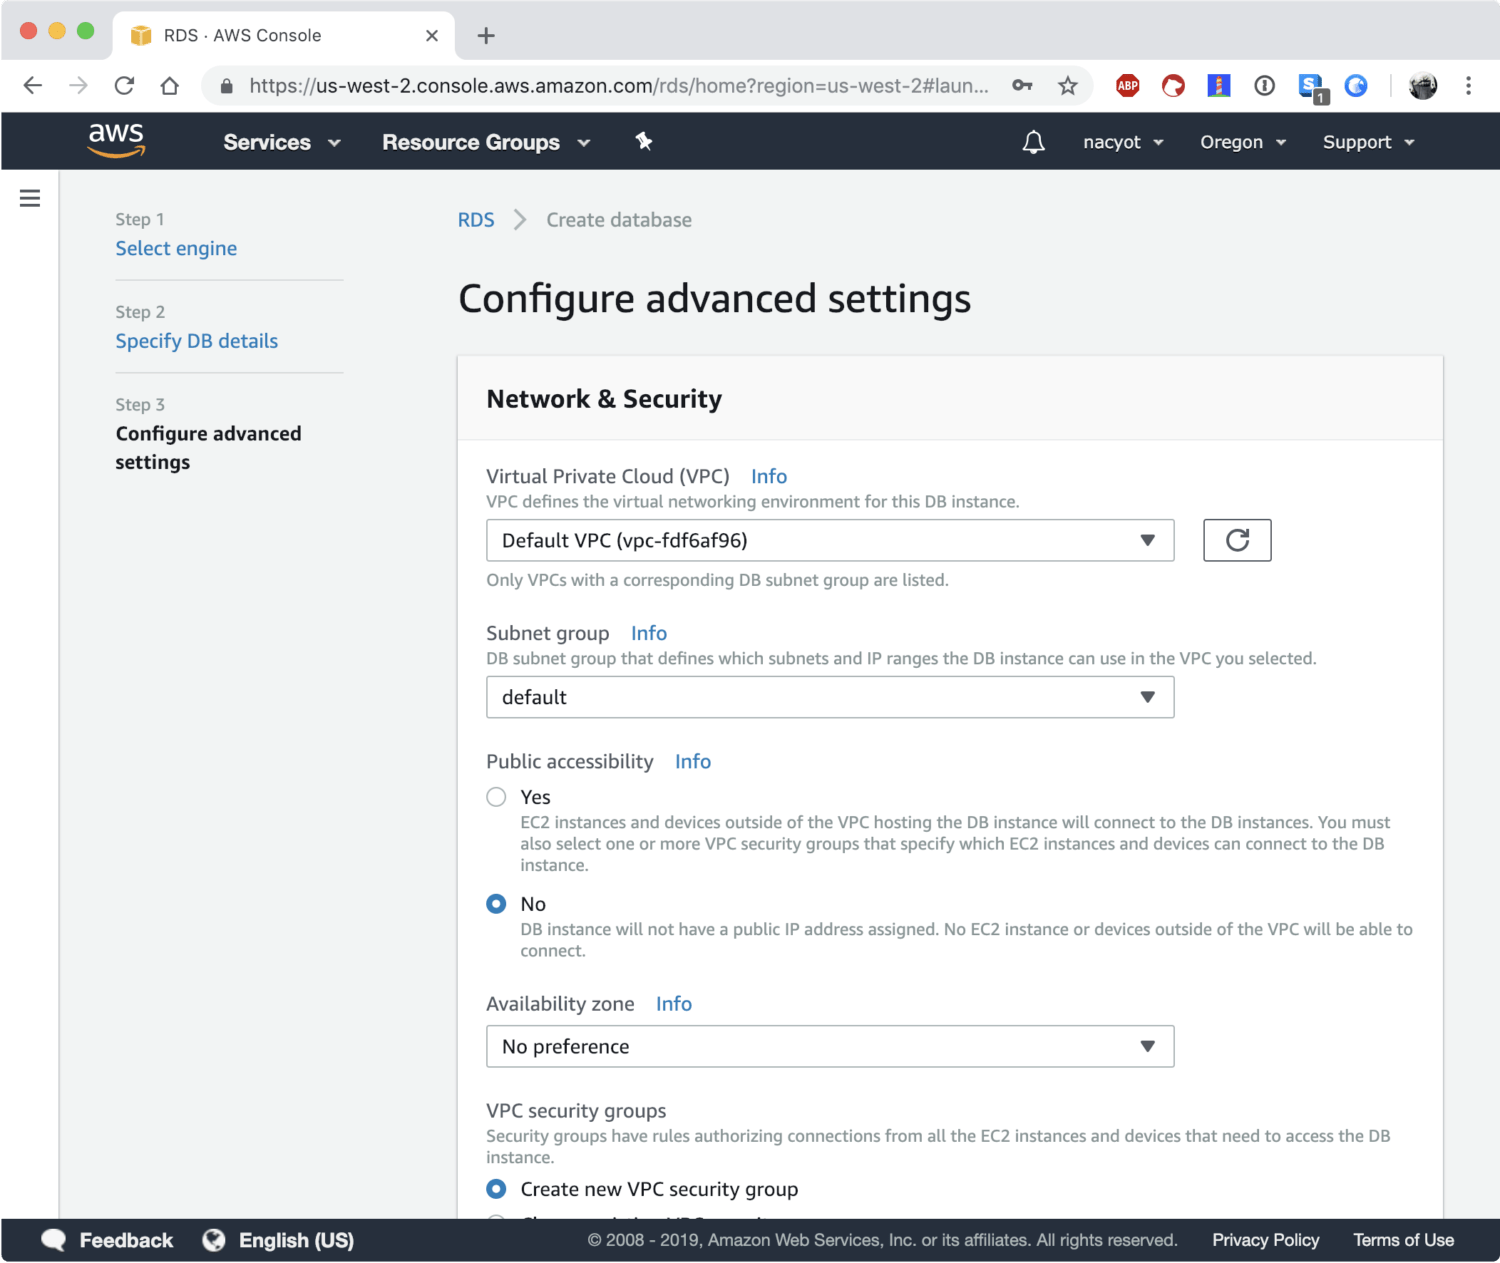 RDS · AWS Console
https://us-west-2.console.aws.amazon.com/rds/home?region=us-west-2#laun...
ABP
S
1
aws
Services
Resource Groups
nacyot
Oregon
Support
Step 1
Select engine
Step 2
Specify DB details
Step 3
Configure advanced
settings
RDS
Create database
Configure advanced settings
Network & Security
Virtual Private Cloud (VPC) Info
VPC defines the virtual networking environment for this DB instance.
Default VPC (vpc-fdf6af96)
Only VPCs with a corresponding DB subnet group are listed.
Subnet group Info
DB subnet group that defines which subnets and IP ranges the DB instance can use in the VPC you selected.
default
Public accessibility Info
Yes
EC2 instances and devices outside of the VPC hosting the DB instance will connect to the DB instances. You must
also select one or more VPC security groups that specify which EC2 instances and devices can connect to the DB
instance.
No
DB instance will not have a public IP address assigned. No EC2 instance or devices outside of the VPC will be able to
connect.
Availability zone Info
No preference
VPC security groups
Security groups have rules authorizing connections from all the EC2 instances and devices that need to access the DB
instance.
Create new VPC security group
Feedback
English (US)
© 2008 - 2019, Amazon Web Services, Inc. or its affiliates. All rights reserved.
Privacy Policy
Terms of Use